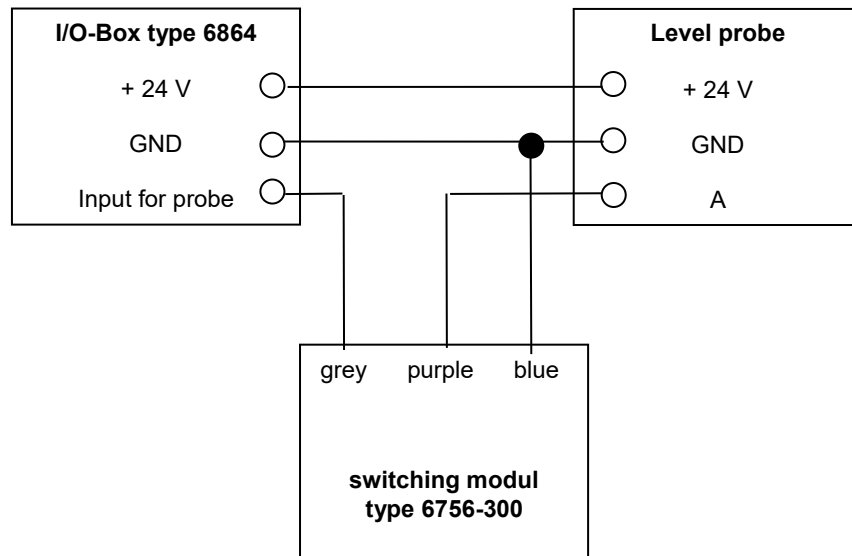 I/O-Box type 6864
+ 24 V
GND
Input for probe
Level probe
+ 24 V
GND
A
grey
purple
blue
switching modul
type 6756-300